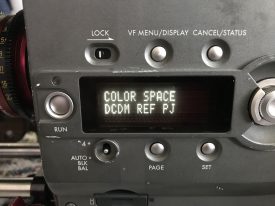 LOCK
VF MENU/DISPLAY
CANCEL/STATUS
COLOR SPACE
DCDM REF PJ
RUN
AUTO
BLK
BAL
PAGE
SET